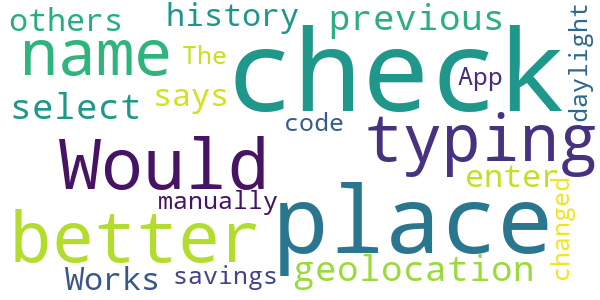 others
history
previous
daylight
name
The
check
App
select
says
code
typing
Would
enter
manually
changed
better
place
Works
savings
geolocation